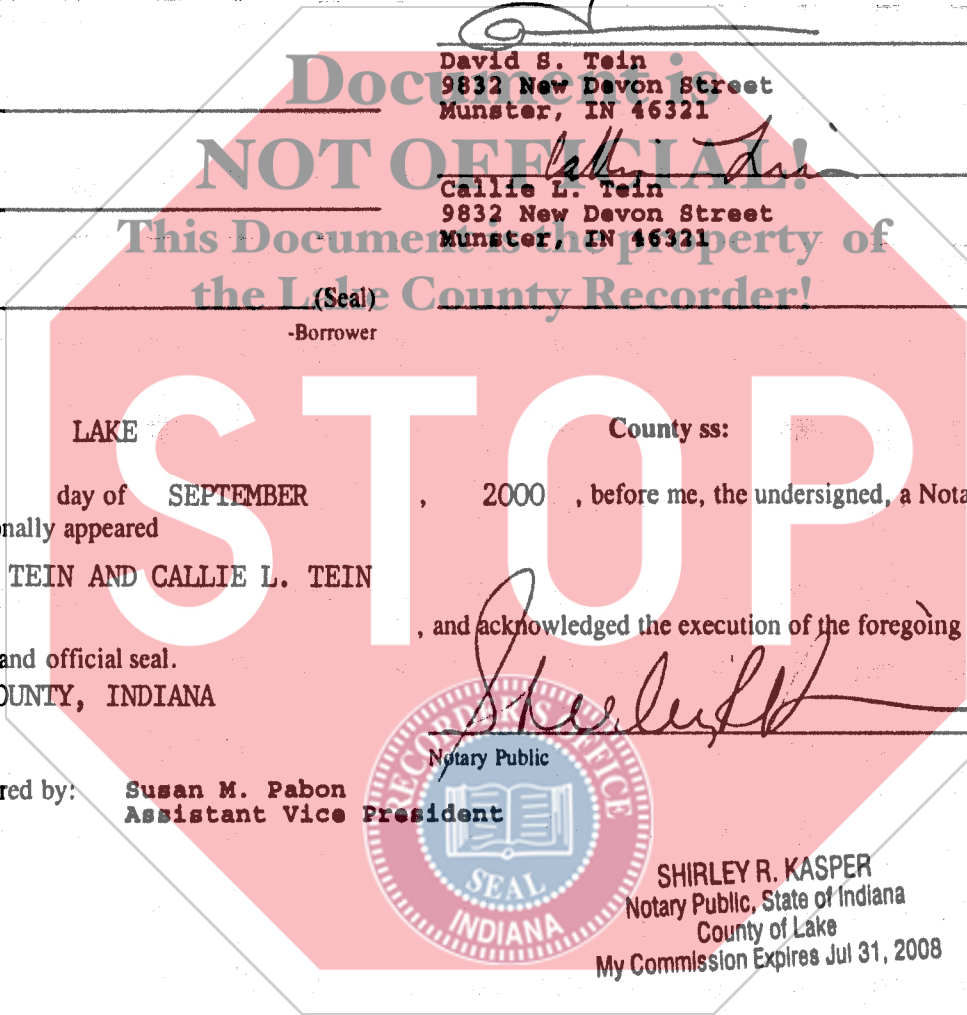 David S. Tein
9832 New Devon Street
Munster, IN 46321
Document is
NOT OFFICIAL!
This Document is the property of
the Lake County Recorder!
Callie L. Tein
9832 New Devon Street
Munster, IN 46321
(Seal)
-Borrower
STOP
LAKE County ss:
day of SEPTEMBER , 2000 , before me, the undersigned, a Nota
nally appeared
TEIN AND CALLIE L. TEIN
, and acknowledged the execution of the foregoing
and official seal.
OUNTY, INDIANA
Notary Public
red by: Susan M. Pabon
Assistant Vice President
RECORDER'S OFFICE
SEAL
INDIANA
SHIRLEY R. KASPER
Notary Public, State of Indiana
County of Lake
My Commission Expires Jul 31, 2008